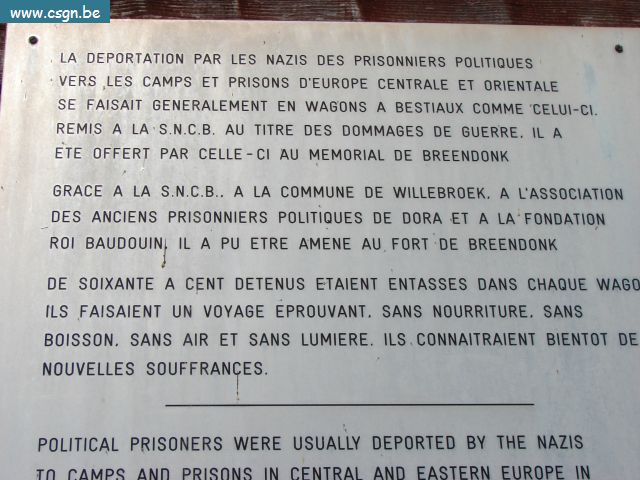 www.csgn.be
LA DEPORTATION PAR LES NAZIS DES PRISONNIERS POLITIQUES
VERS LES CAMPS ET PRISONS D'EUROPE CENTRALE ET ORIENTALE
SE FAISAIT GENERALEMENT EN WAGONS A BESTIAUX COMME CELUI-CI.
REMIS A LA S.N.C.B. AU TITRE DES DOMMAGES DE GUERRE, IL A
ETE OFFERT PAR CELLE-CI AU MEMORIAL DE BREENDONK
GRACE A LA S.N.C.B., A LA COMMUNE DE WILLEBROEK, A L'ASSOCIATION
DES ANCIENS PRISONNIERS POLITIQUES DE DORA ET A LA FONDATION
ROI BAUDOUIN, IL A PU ETRE AMENE AU FORT DE BREENDONK
DE SOIXANTE A CENT DETENUS ETAIENT ENTASSES DANS CHAQUE WAGO
ILS FAISAIENT UN VOYAGE EPROUVANT, SANS NOURRITURE, SANS
BOISSON, SANS AIR ET SANS LUMIERE. ILS CONNAITRAIENT BIENTOT DE
NOUVELLES SOUFFRANCES.
POLITICAL PRISONERS WERE USUALLY DEPORTED BY THE NAZIS
TO CAMPS AND PRISONS IN CENTRAL AND EASTERN EUROPE IN